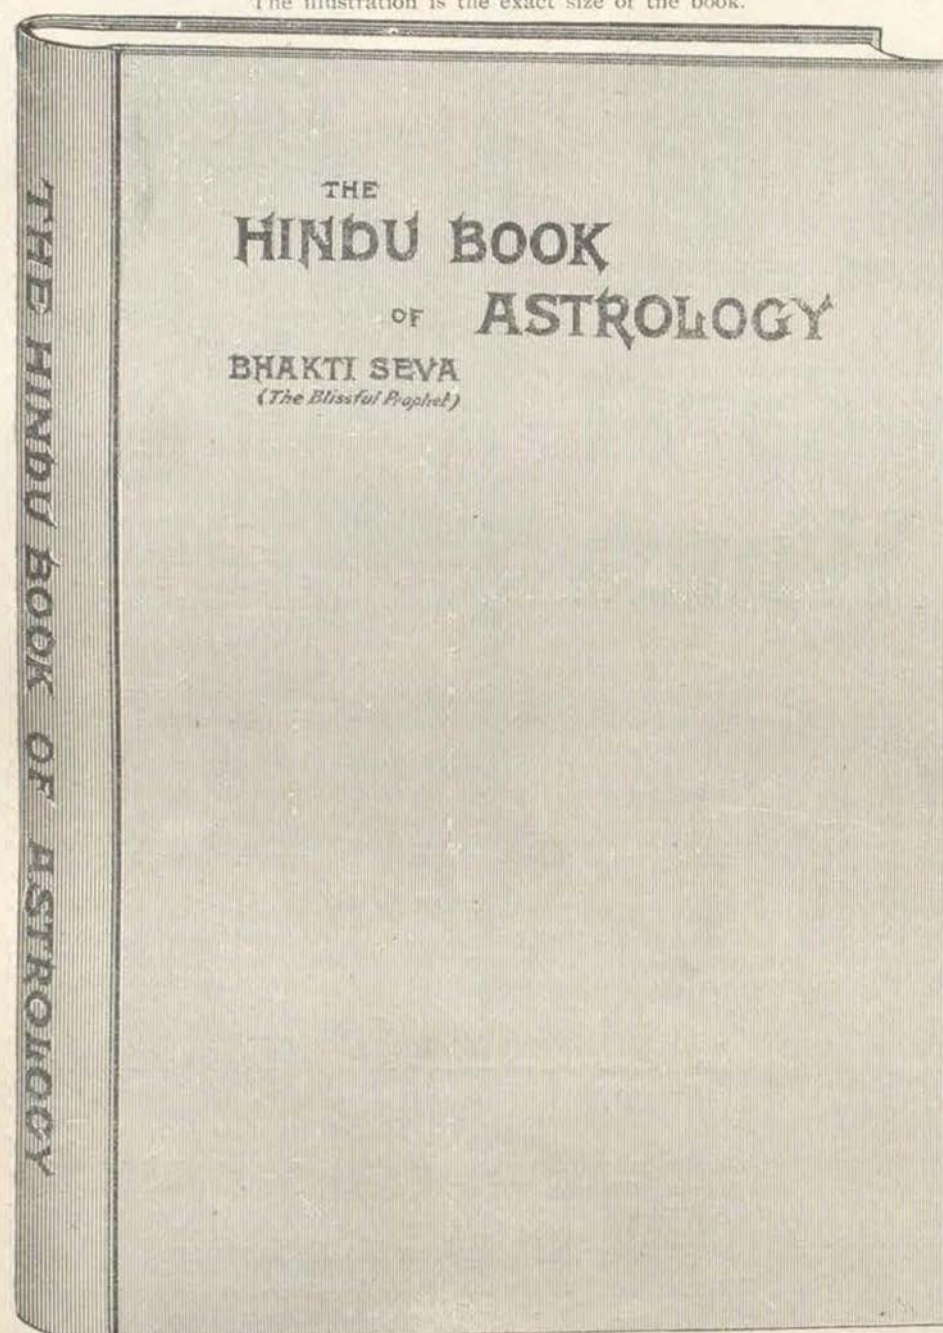 The illustration is the exact size of the book.
THE HINDU BOOK OF ASTROLOGY
THE
HINDU BOOK
OF ASTROLOGY
BHAKTI SEVA
(The Blissful Prophet)